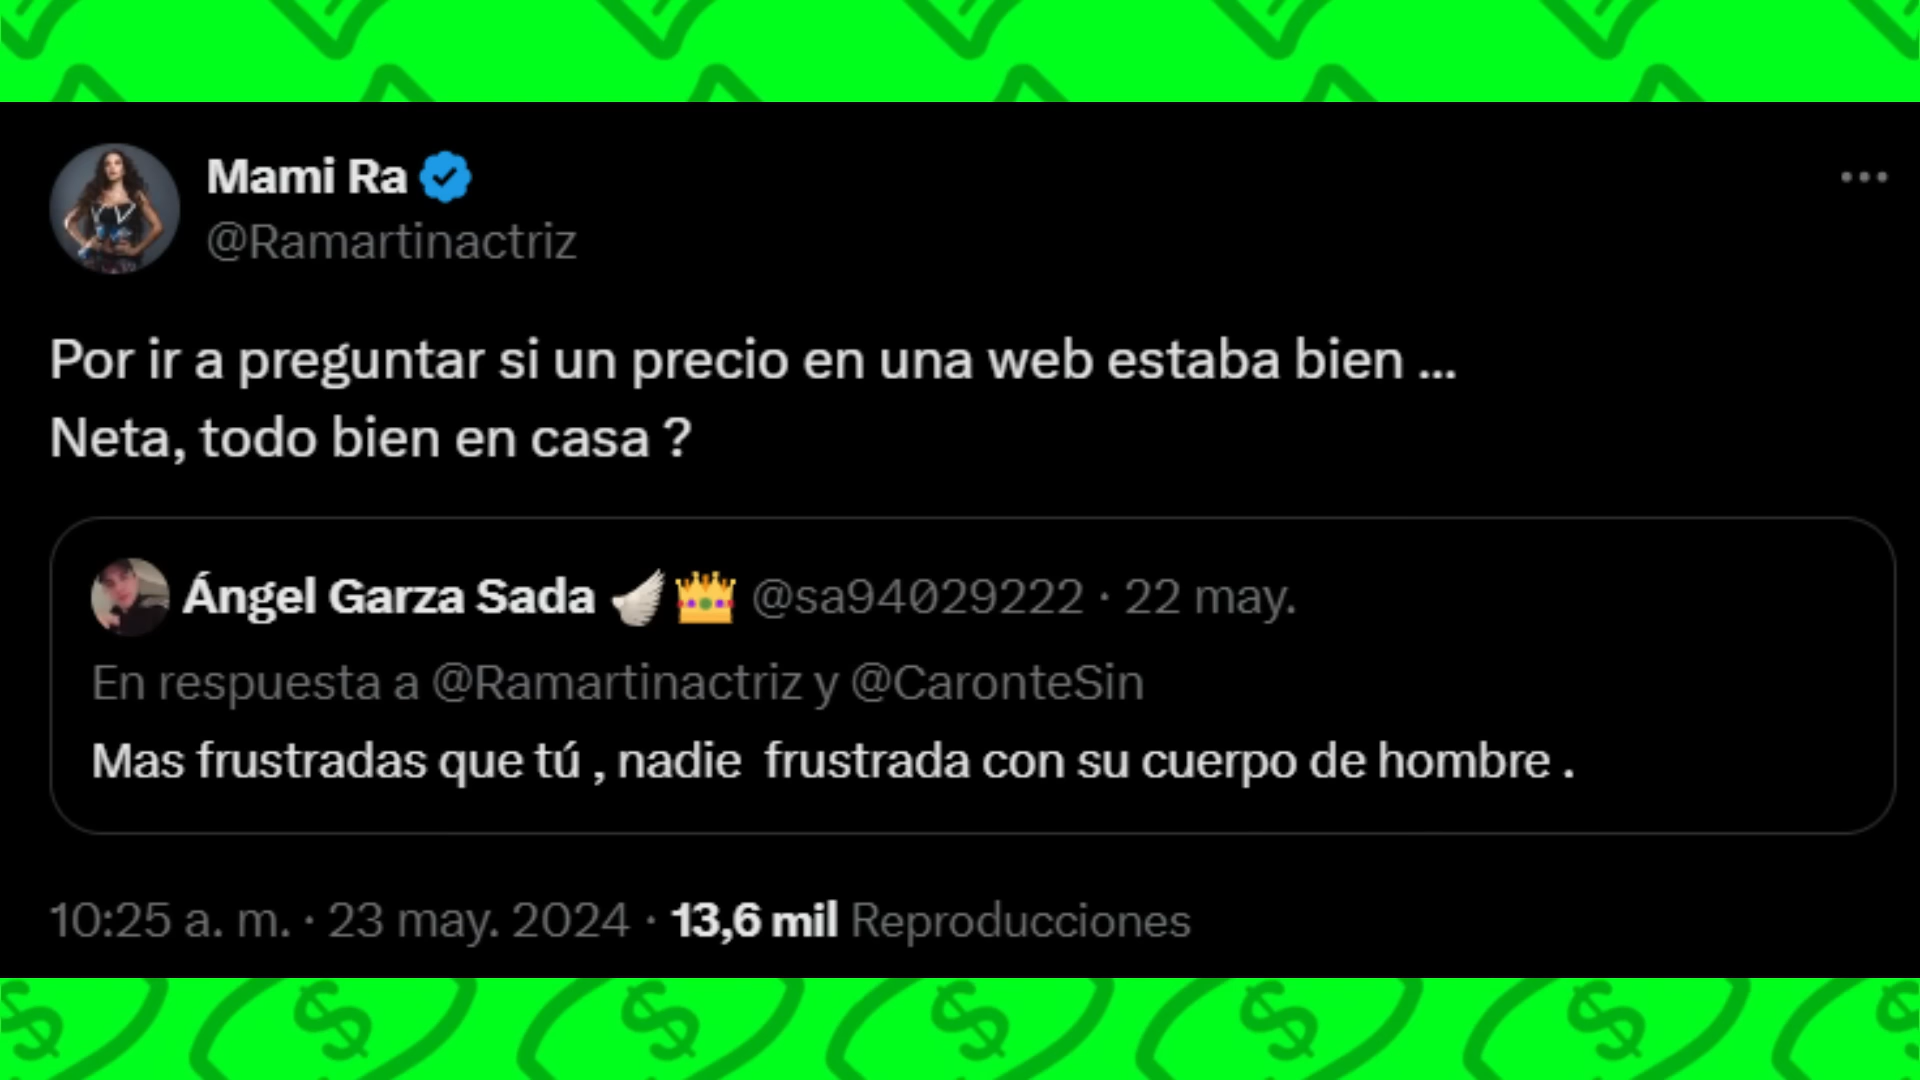 Mami Ra
@Ramartinactriz
Por ir a preguntar si un precio en una web estaba bien ...
Neta, todo bien en casa ?
Ángel Garza Sada 🪽👑 @sa94029222 · 22 may.
En respuesta a @Ramartinactriz y @CaronteSin
Mas frustradas que tú , nadie  frustrada con su cuerpo de hombre .
10:25 a. m. · 23 may. 2024 · 13,6 mil Reproducciones